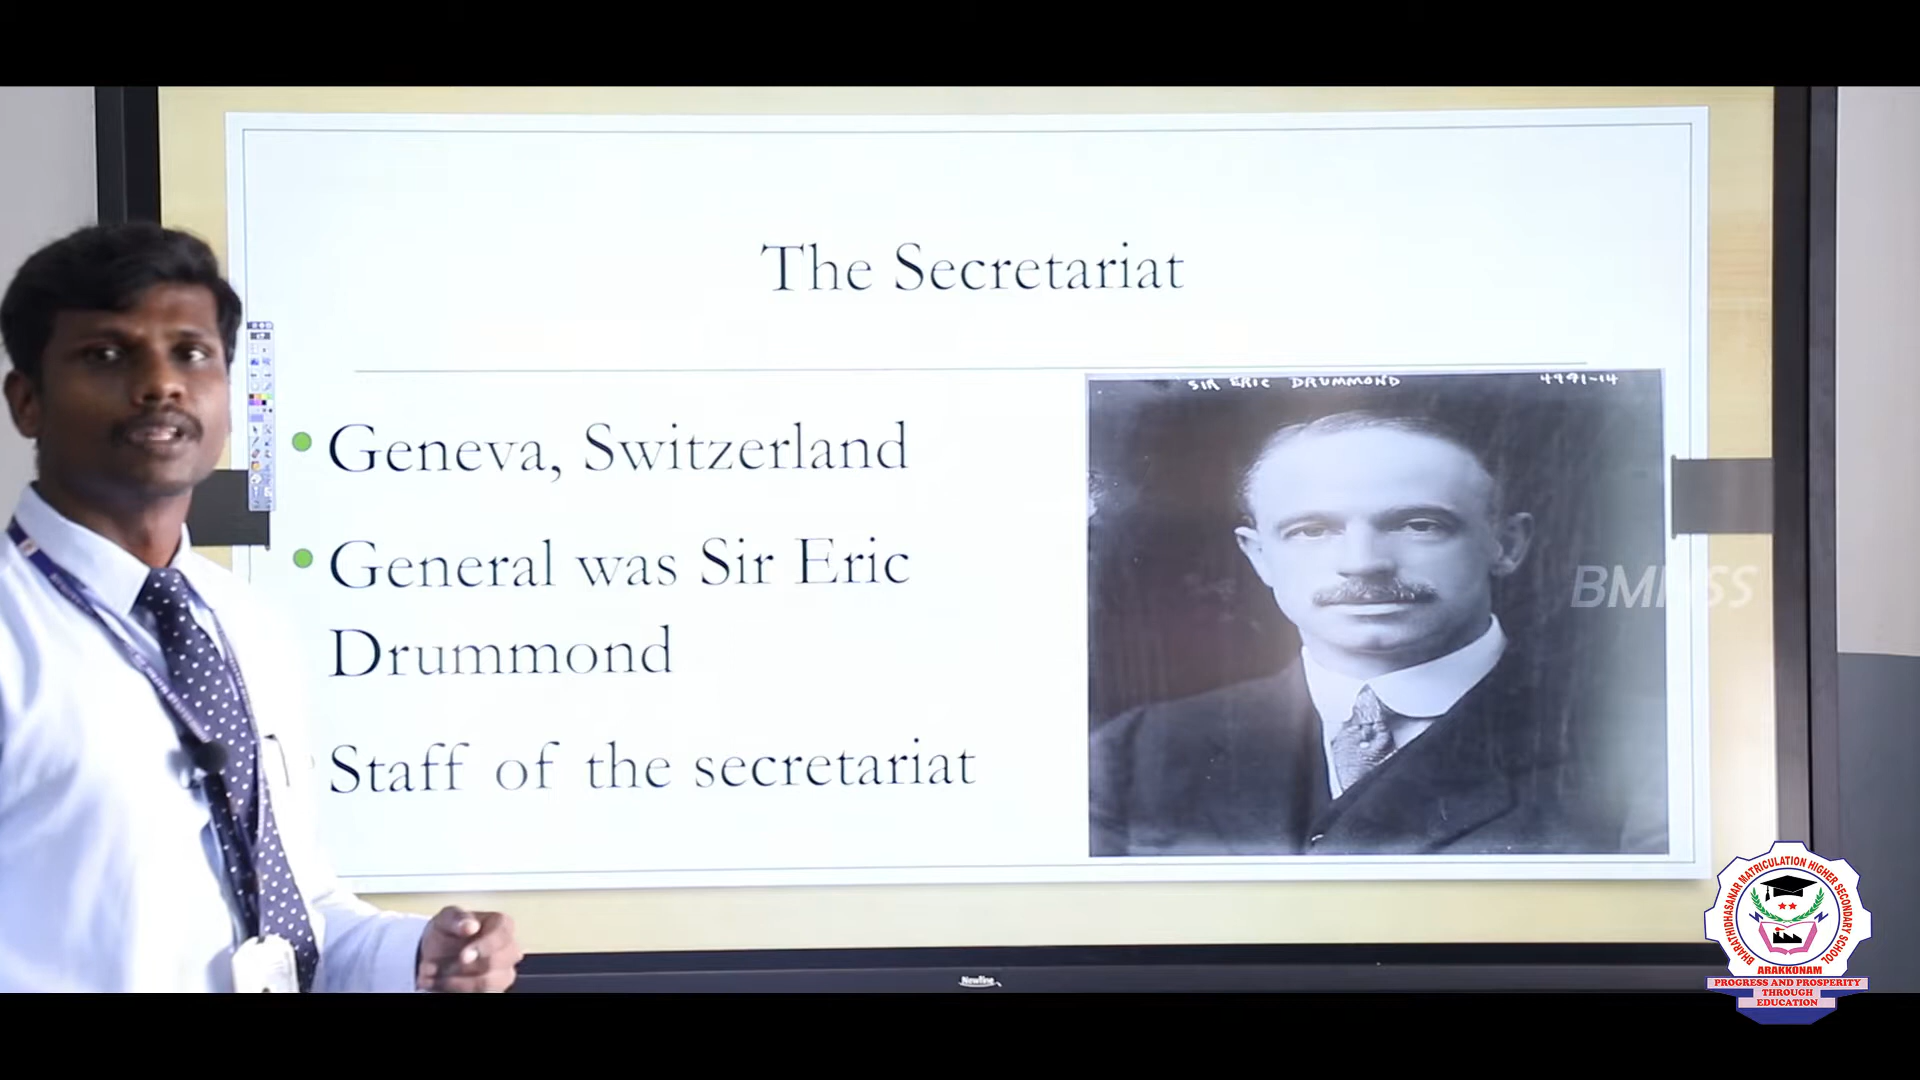 The Secretariat
SIR ERIC DRUMMOND 4991-14
Geneva, Switzerland
General was Sir Eric
Drummond
Staff of the secretariat
BMHSS
Newline
BHARATHIDHASANAR MATRICULATION HIGHER SECONDARY SCHOOL
ARAKKONAM
PROGRESS AND PROSPERITY
THROUGH
EDUCATION